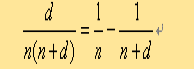 d/(n(n+d)) = 1/n − 1/(n+d)